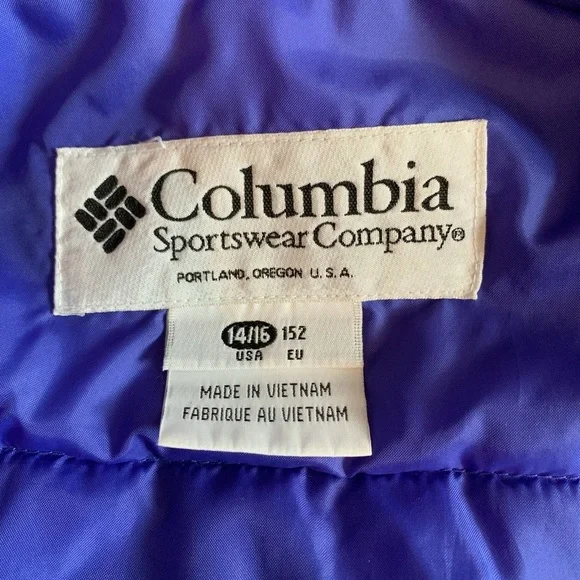 Columbia
Sportswear Company®
PORTLAND, OREGON U.S.A.
14/16 152
USA EU
MADE IN VIETNAM
FABRIQUE AU VIETNAM